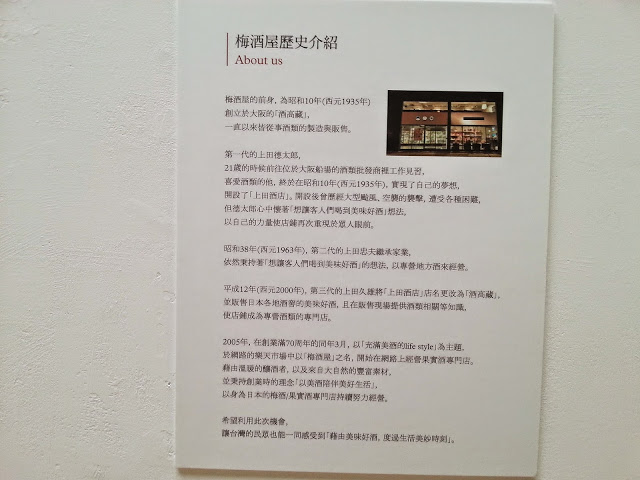 梅酒屋歷史介紹
About us
梅酒屋的前身，為昭和10年(西元1935年)
創立於大阪的「酒高藏」，
一直以來皆從事酒類的製造與販售。
第一代的上田德太郎，
21歲的時候前往位於大阪船場的酒類批發商裡工作見習，
喜愛酒類的他，終於在昭和10年(西元1935年)，實現了自己的夢想，
開設了「上田酒店」。開設後曾歷經大型颱風，空襲的襲擊，遭受各種困難，
但德太郎心中懷著「想讓客人們喝到美味好酒」想法，
以自己的力量使店鋪再次重現於眾人眼前。
昭和38年(西元1963年)，第二代的上田忠夫繼承家業，
依然秉持著「想讓客人們喝到美味好酒」的想法，以專營地方酒來經營。
平成12年(西元2000年)，第三代的上田久雄將「上田酒店」店名更改為「酒高藏」，
並販售日本各地酒窖的美味好酒，且在販售現場提供酒類相關等知識，
使店鋪成為專營酒類的專門店。
2005年，在創業滿70周年的同年3月，以「充滿美酒的life style」為主題，
於網路的樂天市場中以「梅酒屋」之名，開始在網路上經營果實酒專門店。
藉由溫暖的釀酒者，以及來自大自然的豐富素材，
並秉持創業時的理念「以美酒陪伴美好生活」，
以身為日本的梅酒/果實酒專門店持續努力經營。
希望利用此次機會，
讓台灣的民眾也能一同感受到「藉由美味好酒，度過生活美妙時刻」。